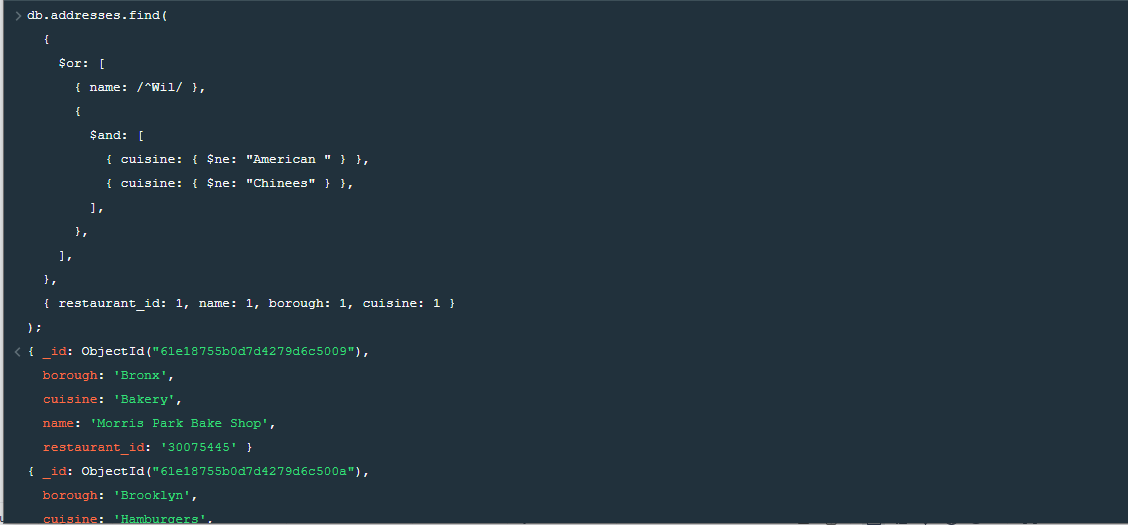 > db.addresses.find(
{
$or: [
{ name: /^Wil/ },
{
$and: [
{ cuisine: { $ne: "American " } },
{ cuisine: { $ne: "Chinees" } },
],
},
],
},
{ restaurant_id: 1, name: 1, borough: 1, cuisine: 1 }
);
< { _id: ObjectId("61e18755b0d7d4279d6c5009"),
borough: 'Bronx',
cuisine: 'Bakery',
name: 'Morris Park Bake Shop',
restaurant_id: '30075445' }
{ _id: ObjectId("61e18755b0d7d4279d6c500a"),
borough: 'Brooklyn',
cuisine: 'Hamburgers',